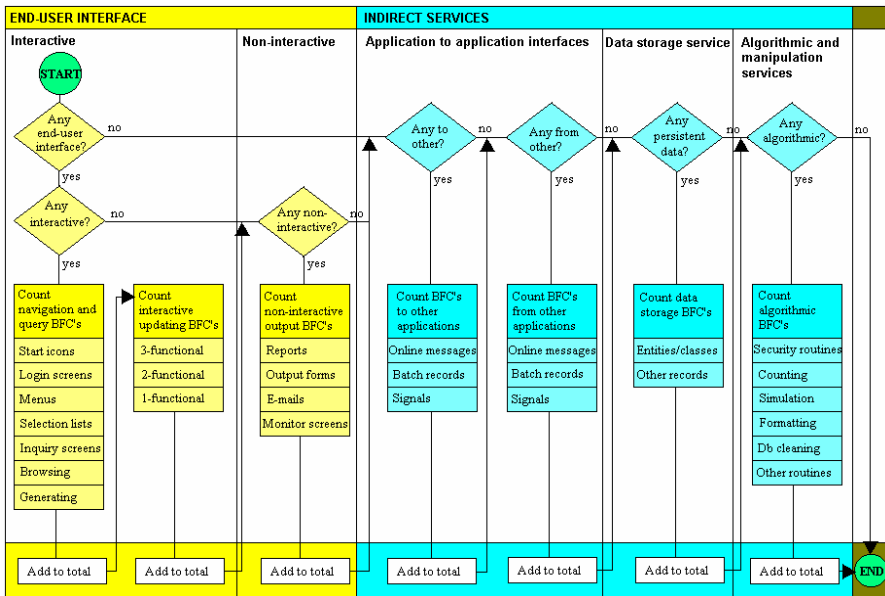 END-USER INTERFACE
INDIRECT SERVICES
Interactive
Non-interactive
Application to application interfaces
Data storage service
Algorithmic and
manipulation
services
START
Any
end-user
interface?
no
yes
Any
interactive?
no
yes
Any non-
interactive?
no
yes
Any to
other?
no
yes
Any from
other?
no
yes
Any
persistent
data?
no
yes
Any
algorithmic?
no
yes
Count
navigation and
query BFC's
Start icons
Login screens
Menus
Selection lists
Inquiry screens
Browsing
Generating
Count
interactive
updating BFC's
3-functional
2-functional
1-functional
Count
non-interactive
output BFC's
Reports
Output forms
E-mails
Monitor screens
Count BFC's
to other
applications
Online messages
Batch records
Signals
Count BFC's
from other
applications
Online messages
Batch records
Signals
Count data
storage BFC's
Entities/classes
Other records
Count
algorithmic
BFC's
Security routines
Counting
Simulation
Formatting
Db cleaning
Other routines
Add to total
Add to total
Add to total
Add to total
Add to total
Add to total
Add to total
END